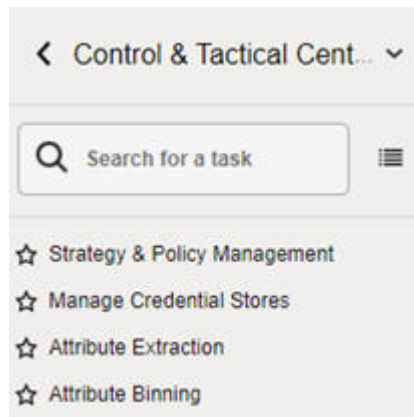 Control & Tactical Cent...
Search for a task
Strategy & Policy Management
Manage Credential Stores
Attribute Extraction
Attribute Binning